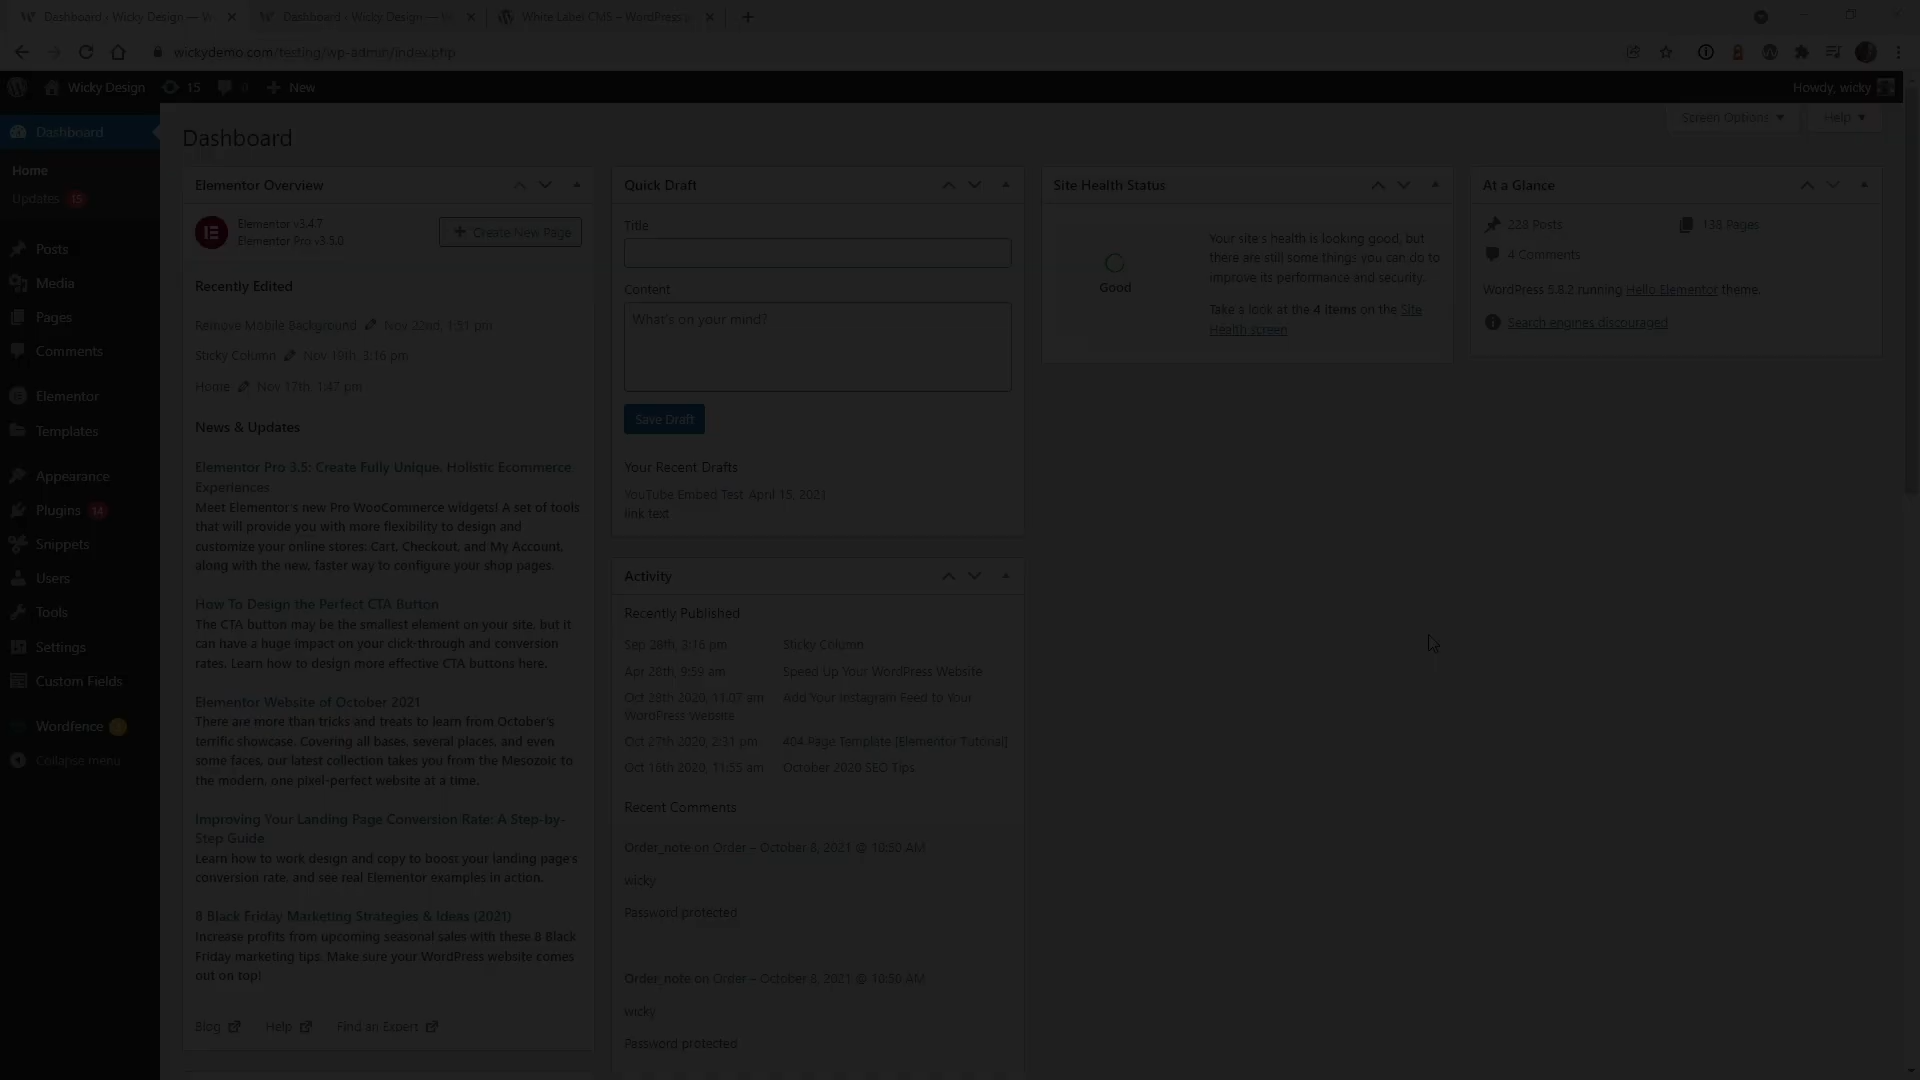 Dashboard ‹ Wicky Design — W
Dashboard ‹ Wicky Design — W
White Label CMS – WordPress p
wickydemo.com/testing/wp-admin/index.php
Wicky Design
15
0
New
Howdy, wicky
Dashboard
Home
Updates 15
Posts
Media
Pages
Comments
Elementor
Templates
Appearance
Plugins 14
Snippets
Users
Tools
Settings
Custom Fields
Wordfence
Collapse menu
Dashboard
Screen Options
Help
Elementor Overview
Elementor v3.4.7
Elementor Pro v3.5.0
Create New Page
Recently Edited
Remove Mobile Background Nov 22nd, 1:51 pm
Sticky Column Nov 19th, 3:16 pm
Home Nov 17th, 1:47 pm
News & Updates
Elementor Pro 3.5: Create Fully Unique, Holistic Ecommerce
Experiences
Meet Elementor's new Pro WooCommerce widgets! A set of tools
that will provide you with more flexibility to design and
customize your online stores: Cart, Checkout, and My Account,
along with the new, faster way to configure your shop pages.
How To Design the Perfect CTA Button
The CTA button may be the smallest element on your site, but it
can have a huge impact on your click-through and conversion
rates. Learn how to design more effective CTA buttons here.
Elementor Website of October 2021
There are more than tricks and treats to learn from October's
terrific showcase. Covering all bases, several places, and even
some faces, our latest collection takes you from the Mesozoic to
the modern, one pixel-perfect website at a time.
Improving Your Landing Page Conversion Rate: A Step-by-
Step Guide
Learn how to work design and copy to boost your landing page's
conversion rate, and see real Elementor examples in action.
8 Black Friday Marketing Strategies & Ideas (2021)
Increase profits from upcoming seasonal sales with these 8 Black
Friday marketing tips. Make sure your WordPress website comes
out on top!
Blog
Help
Find an Expert
Quick Draft
Title
Content
What's on your mind?
Save Draft
Your Recent Drafts
YouTube Embed Test April 15, 2021
link text
Activity
Recently Published
Sep 28th, 3:16 pm Sticky Column
Apr 28th, 9:59 am Speed Up Your WordPress Website
Oct 28th 2020, 11:07 am Add Your Instagram Feed to Your
WordPress Website
Oct 27th 2020, 2:31 pm 404 Page Template [Elementor Tutorial]
Oct 16th 2020, 11:55 am October 2020 SEO Tips
Recent Comments
Order_note on Order – October 8, 2021 @ 10:50 AM
wicky
Password protected
Order_note on Order – October 8, 2021 @ 10:50 AM
wicky
Password protected
Site Health Status
Good
Your site's health is looking good, but
there are still some things you can do to
improve its performance and security.
Take a look at the 4 items on the Site
Health screen
At a Glance
228 Posts
138 Pages
4 Comments
WordPress 5.8.2 running Hello Elementor theme.
Search engines discouraged